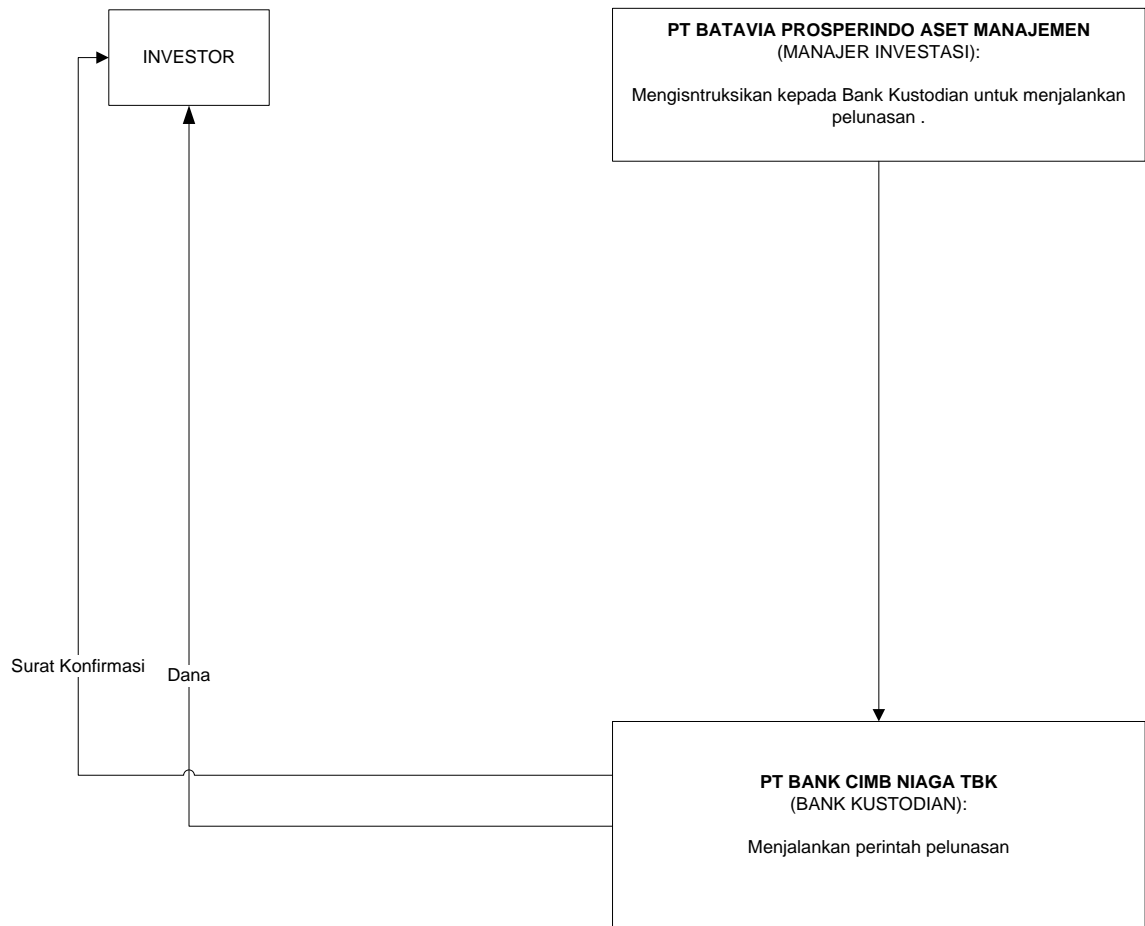 INVESTOR
PT BATAVIA PROSPERINDO ASET MANAJEMEN
(MANAJER INVESTASI):
Mengisntruksikan kepada Bank Kustodian untuk menjalankan
pelunasan .
Surat Konfirmasi
Dana
PT BANK CIMB NIAGA TBK
(BANK KUSTODIAN):
Menjalankan perintah pelunasan